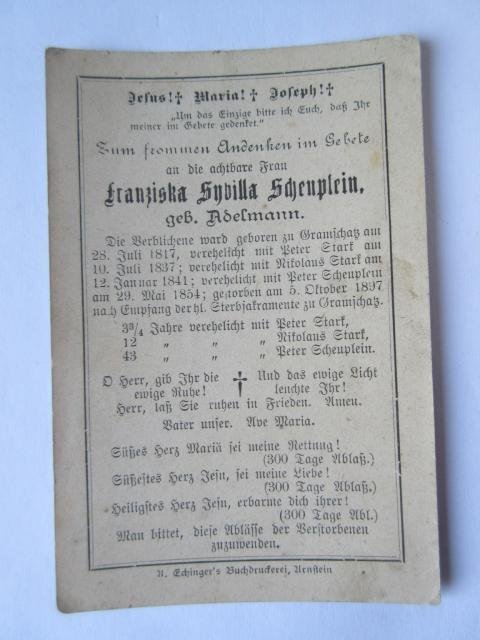 Jesus!† Maria!† Joseph!†
„Um das Einzige bitte ich Euch, daß Ihr
meiner im Gebete gedenket."
Zum frommen Andenken im Gebete
an die achtbare Frau
Franziska Sybilla Scheuplein,
geb. Adelmann.
Die Verblichene ward geboren zu Gramschatz am
28. Juli 1817, verehelicht mit Peter Stark am
10. Juli 1837; verehelicht mit Nikolaus Stark am
12. Januar 1841; verehelicht mit Peter Scheuplein
am 29. Mai 1854; gestorben am 5. Oktober 1897
nach Empfang der hl. Sterbsakramente zu Gramschatz.
3¾ Jahre verehelicht mit Peter Stark,
12 „ „ „ Nikolaus Stark,
43 „ „ „ Peter Scheuplein.
O Herr, gib Ihr die † Und das ewige Licht
ewige Ruhe! leuchte Ihr!
Herr, laß Sie ruhen in Frieden. Amen.
Vater unser. Ave Maria.
Süßes Herz Mariä sei meine Rettung!
(300 Tage Ablaß.)
Süßestes Herz Jesu, sei meine Liebe!
(300 Tage Ablaß.)
Heiligstes Herz Jesu, erbarme dich ihrer!
(300 Tage Abl.)
Man bittet, diese Ablässe der Verstorbenen
zuzuwenden.
A. Echinger's Buchdruckerei, Arnstein